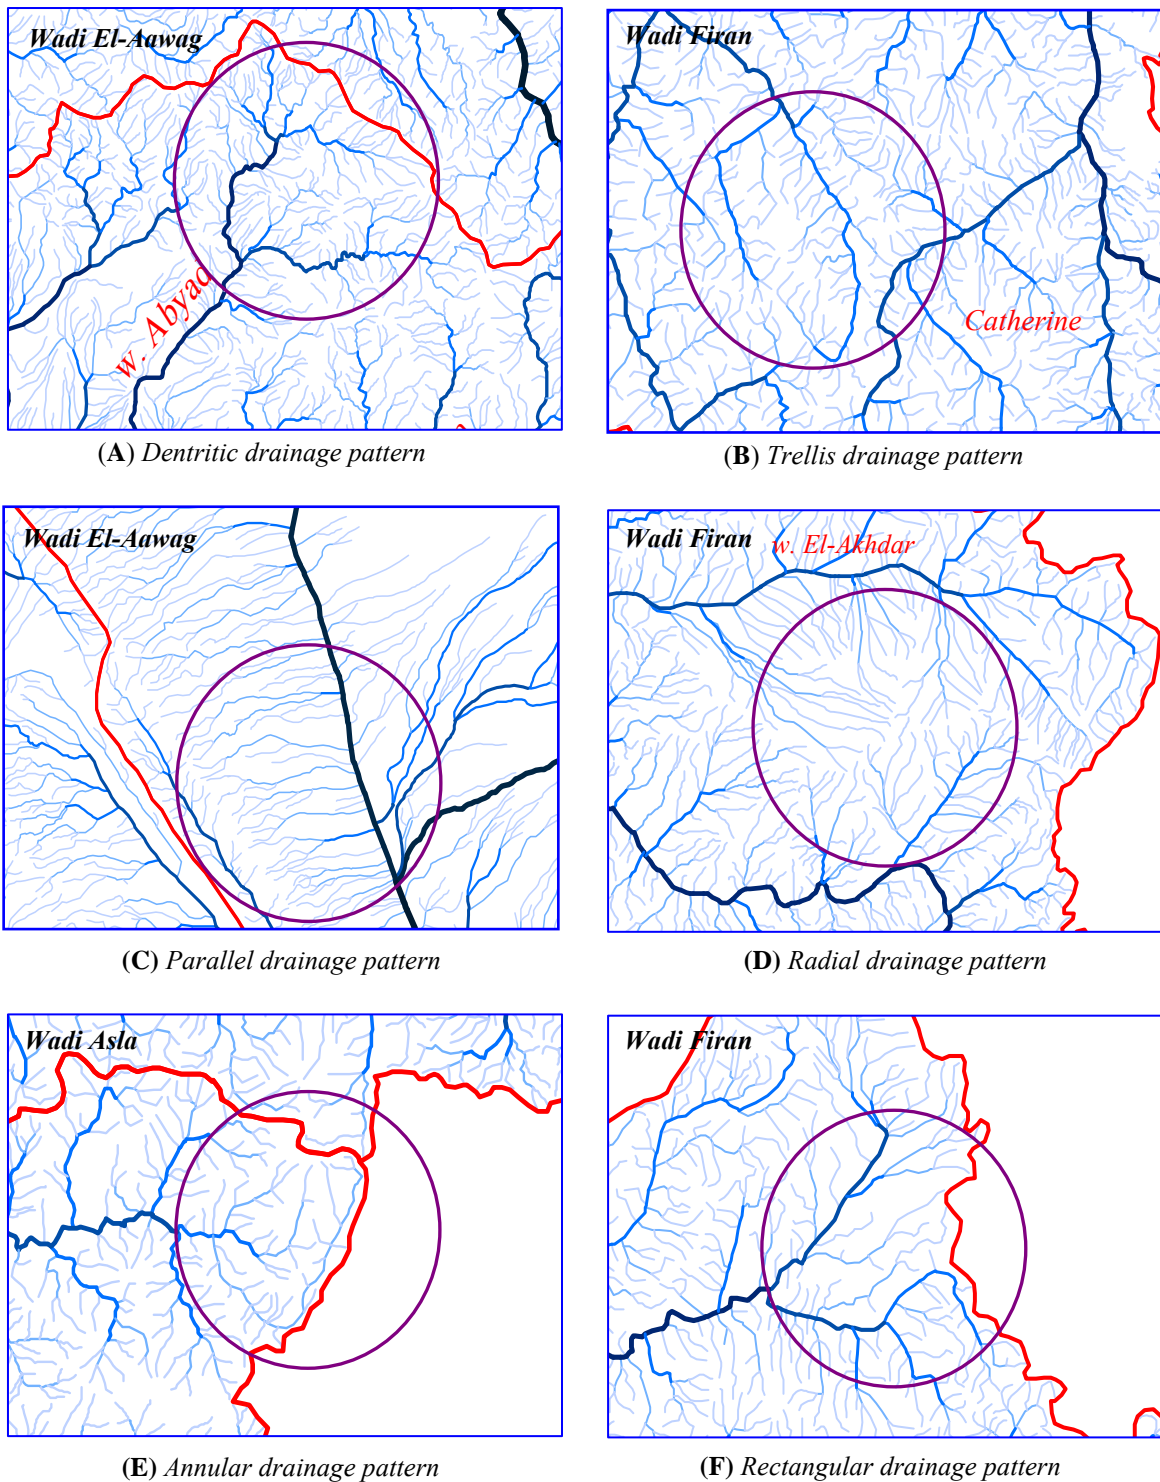 Wadi El-Aawag
w. Abyad
(A) Dentritic drainage pattern
Wadi Firan
Catherine
(B) Trellis drainage pattern
Wadi El-Aawag
(C) Parallel drainage pattern
Wadi Firan
w. El-Akhdar
(D) Radial drainage pattern
Wadi Asla
(E) Annular drainage pattern
Wadi Firan
(F) Rectangular drainage pattern